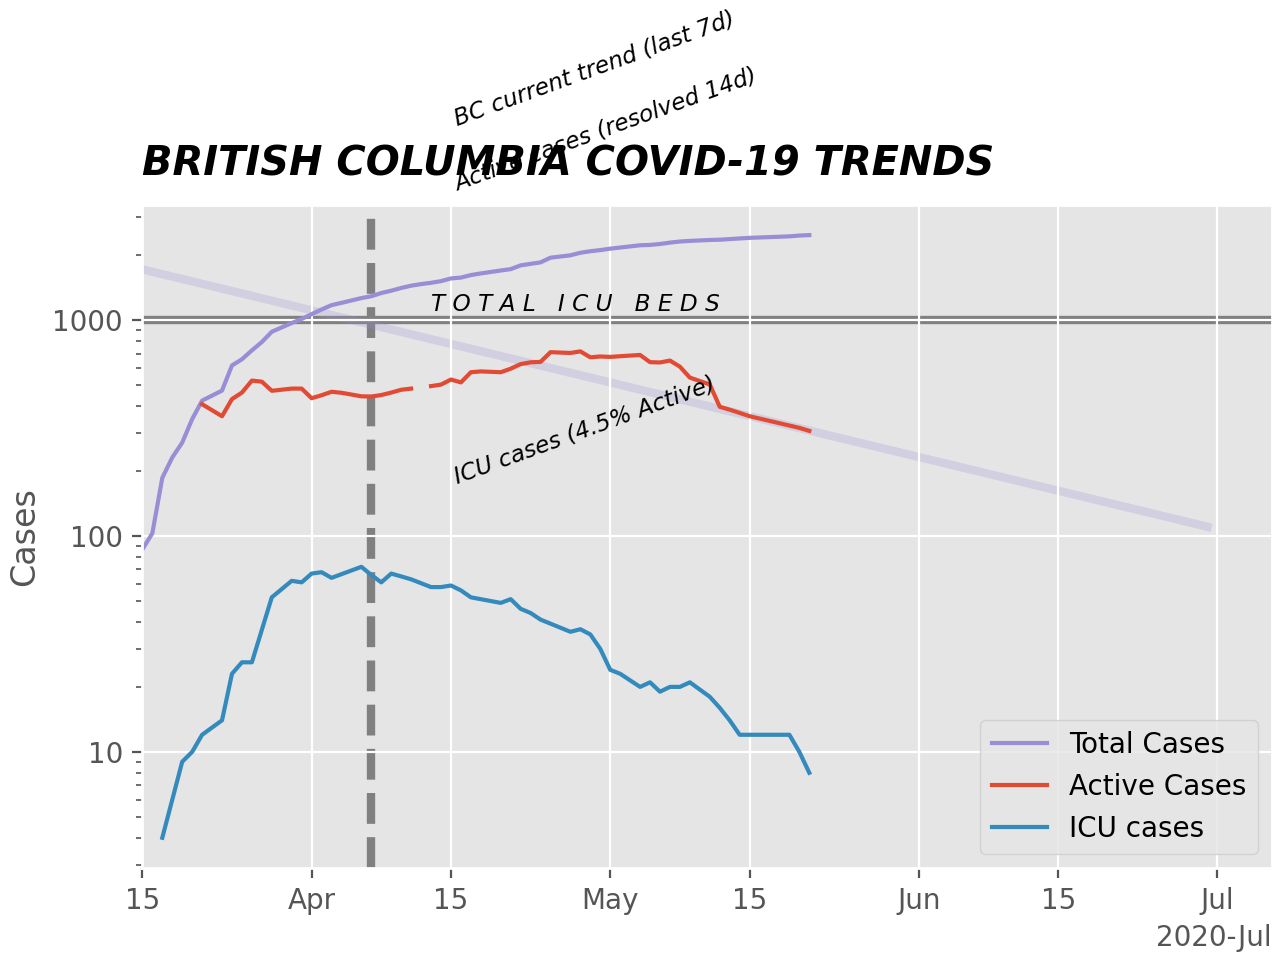 BC current trend (last 7d)
Active cases (resolved 14d)
BRITISH COLUMBIA COVID-19 TRENDS
TOTAL ICU BEDS
ICU cases (4.5% Active)
Cases
1000
100
10
Total Cases
Active Cases
ICU cases
15 Apr 15 May 15 Jun 15 Jul
2020-Jul